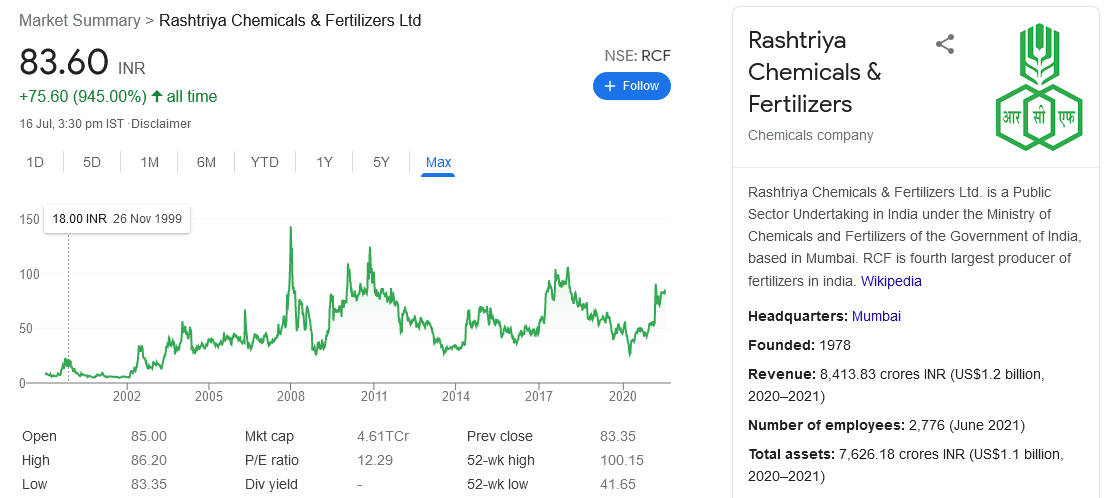 Market Summary > Rashtriya Chemicals & Fertilizers Ltd
83.60 INR
NSE: RCF
+75.60 (945.00%) ↑ all time
+ Follow
16 Jul, 3:30 pm IST ·Disclaimer
1D 5D 1M 6M YTD 1Y 5Y Max
150
18.00 INR 26 Nov 1999
100
50
0
2002 2005 2008 2011 2014 2017 2020
Open 85.00 Mkt cap 4.61TCr Prev close 83.35
High 86.20 P/E ratio 12.29 52-wk high 100.15
Low 83.35 Div yield - 52-wk low 41.65
Rashtriya
Chemicals &
Fertilizers
Chemicals company
आर सी एफ
Rashtriya Chemicals & Fertilizers Ltd. is a Public
Sector Undertaking in India under the Ministry of
Chemicals and Fertilizers of the Government of India,
based in Mumbai. RCF is fourth largest producer of
fertilizers in india. Wikipedia
Headquarters: Mumbai
Founded: 1978
Revenue: 8,413.83 crores INR (US$1.2 billion,
2020–2021)
Number of employees: 2,776 (June 2021)
Total assets: 7,626.18 crores INR (US$1.1 billion,
2020–2021)